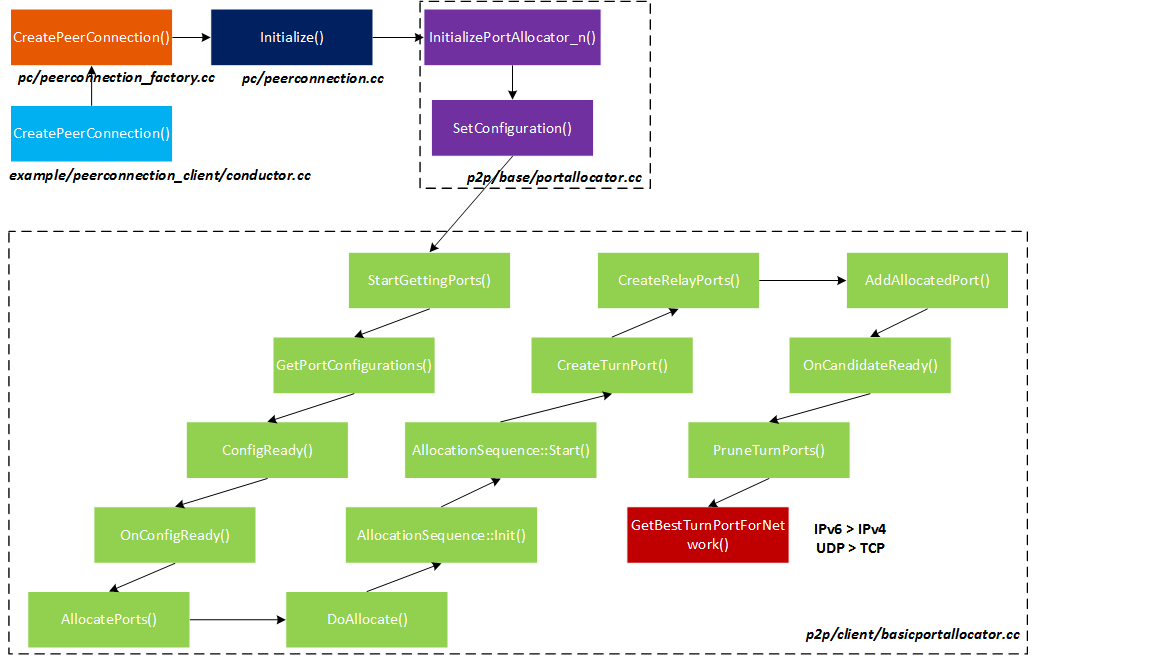 CreatePeerConnection()
Initialize()
InitializePortAllocator_n()
pc/peerconnection_factory.cc
pc/peerconnection.cc
CreatePeerConnection()
SetConfiguration()
example/peerconnection_client/conductor.cc
p2p/base/portallocator.cc
StartGettingPorts()
CreateRelayPorts()
AddAllocatedPort()
GetPortConfigurations()
CreateTurnPort()
OnCandidateReady()
ConfigReady()
AllocationSequence::Start()
PruneTurnPorts()
OnConfigReady()
AllocationSequence::Init()
GetBestTurnPortForNet
work()
IPv6 > IPv4
UDP > TCP
AllocatePorts()
DoAllocate()
p2p/client/basicportallocator.cc